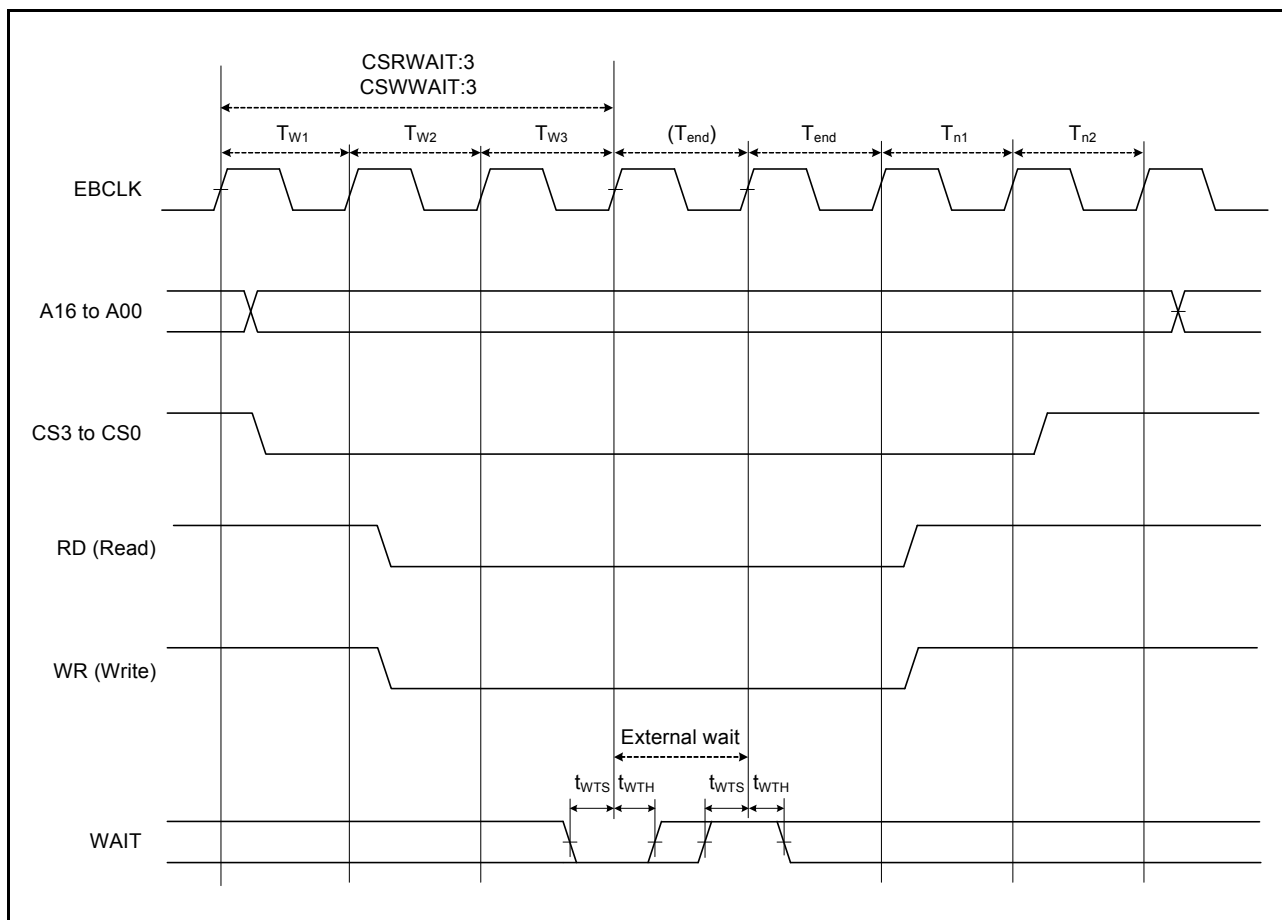 CSRWAIT:3
CSWWAIT:3
TW1 TW2 TW3 (Tend) Tend Tn1 Tn2
EBCLK
A16 to A00
CS3 to CS0
RD (Read)
WR (Write)
External wait
tWTS tWTH tWTS tWTH
WAIT